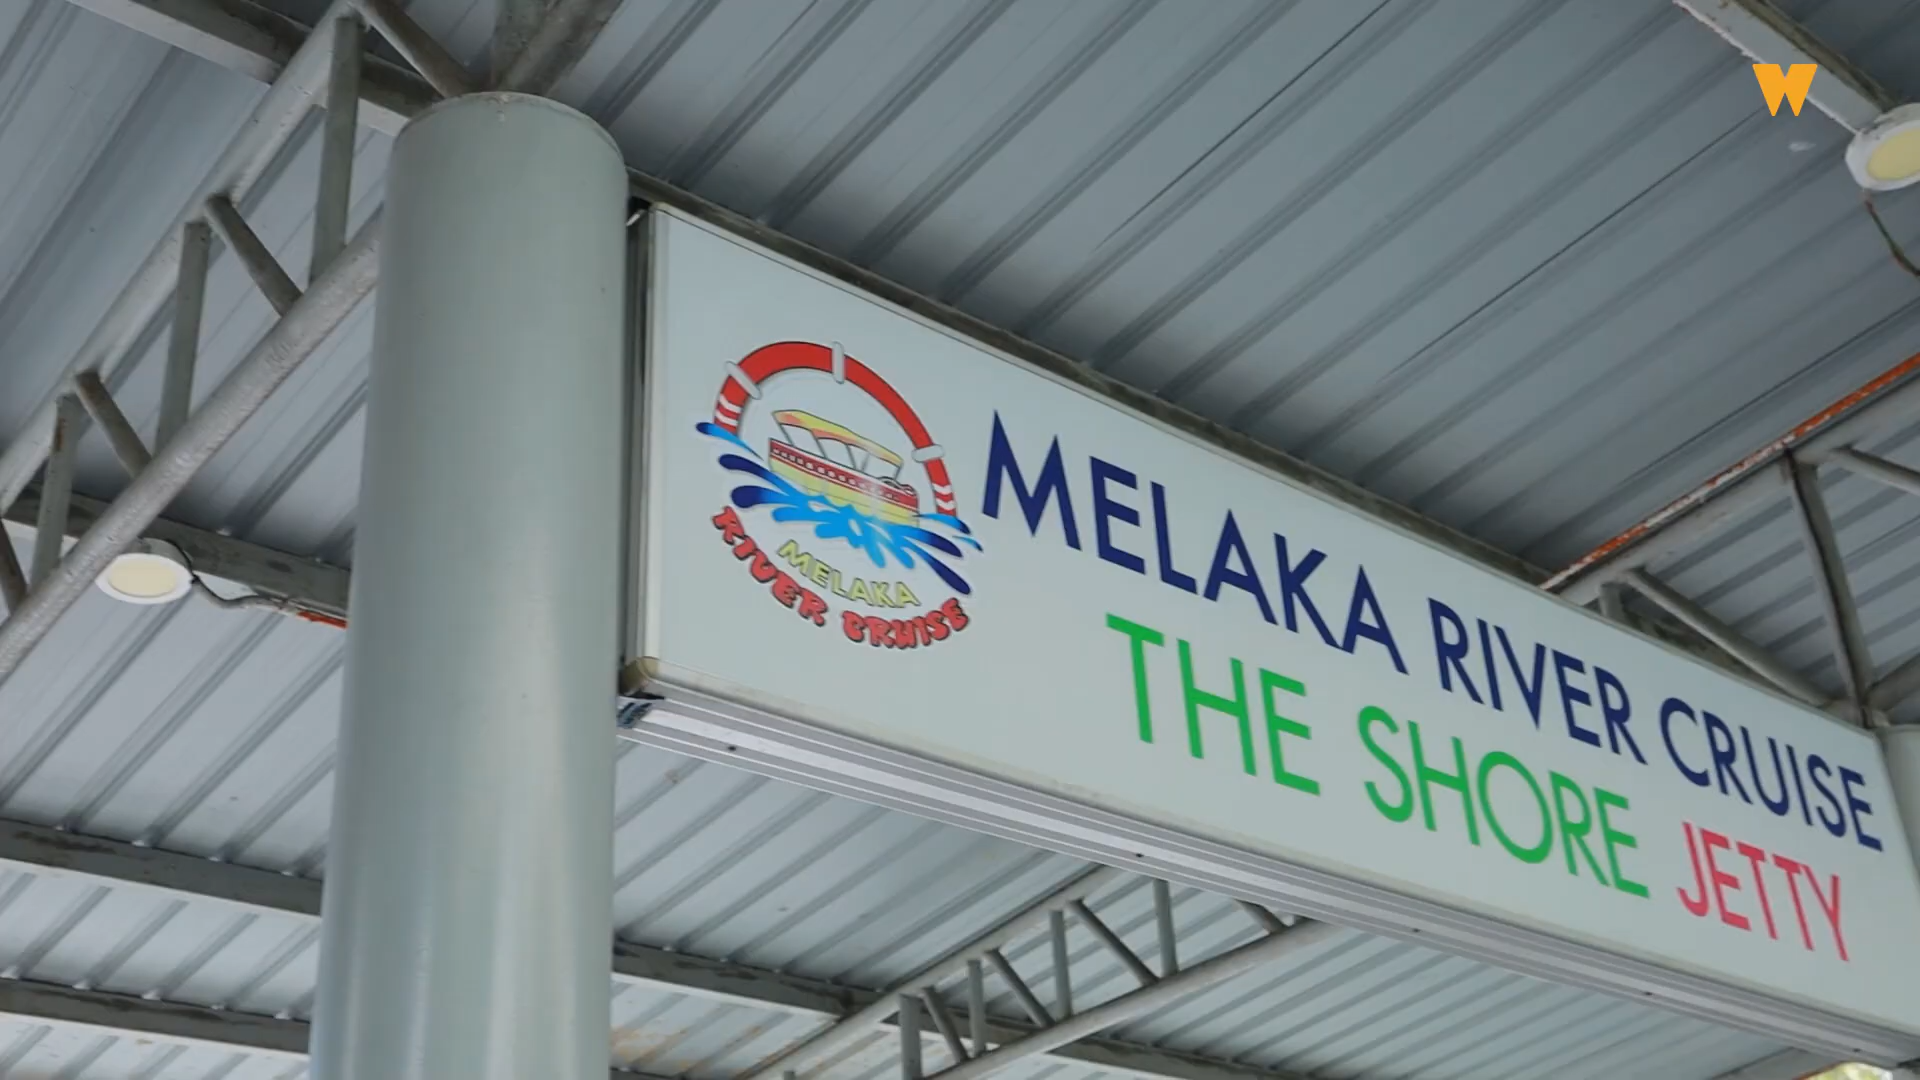 W
MELAKA
RIVER CRUISE
MELAKA RIVER CRUISE
THE SHORE JETTY